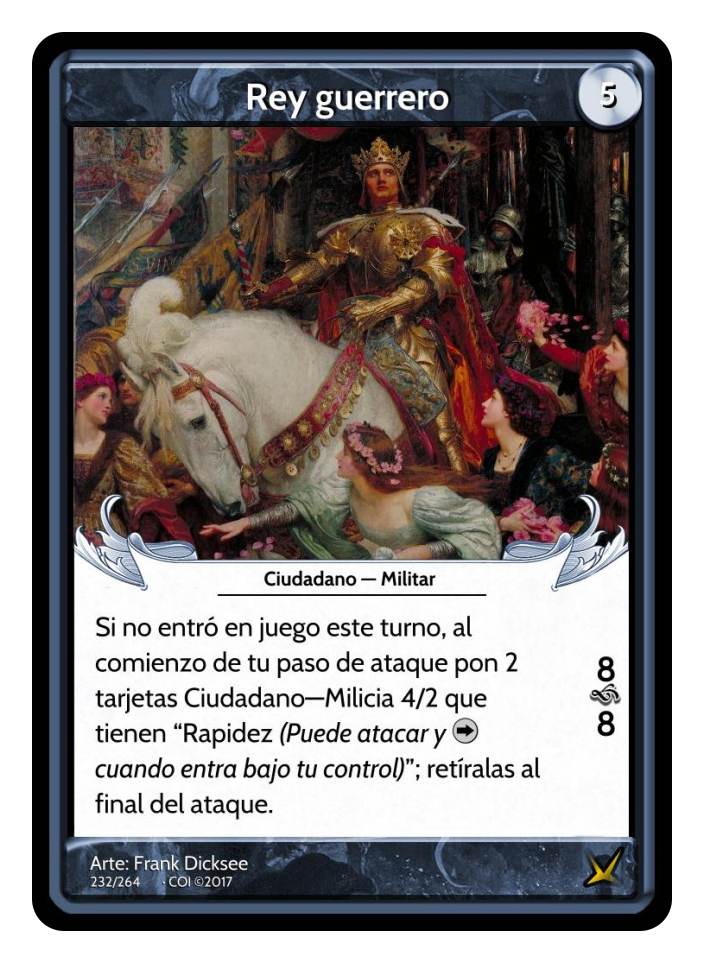 Rey guerrero
5
Ciudadano — Militar
Si no entró en juego este turno, al
comienzo de tu paso de ataque pon 2
tarjetas Ciudadano—Milicia 4/2 que
tienen “Rapidez (Puede atacar y ➡
cuando entra bajo tu control)”; retíralas al
final del ataque.
8
8
Arte: Frank Dicksee
232/264 · COI ©2017